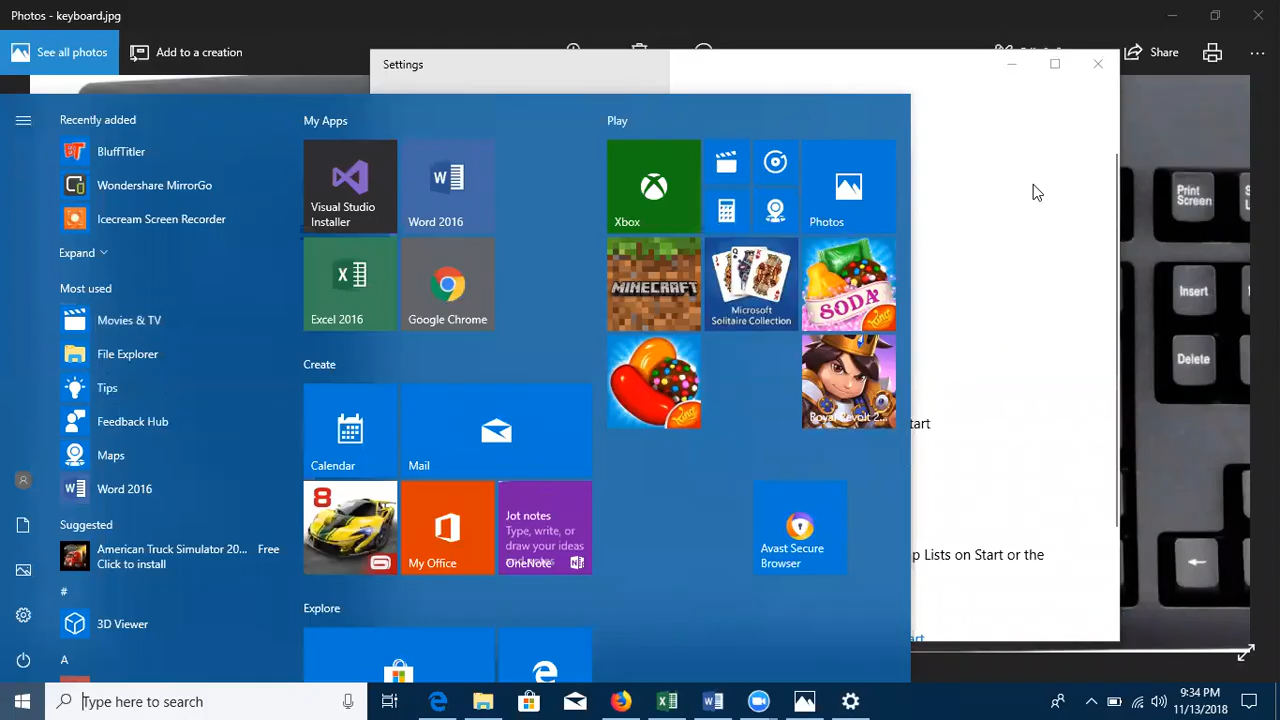 Photos - keyboard.jpg
See all photos
Add to a creation
Share
Settings
Recently added
BluffTitler
Wondershare MirrorGo
Icecream Screen Recorder
Expand
Most used
Movies & TV
File Explorer
Tips
Feedback Hub
Maps
Word 2016
Suggested
American Truck Simulator 20... Free
Click to install
#
3D Viewer
A
My Apps
Visual Studio
Installer
Word 2016
Excel 2016
Google Chrome
Create
Calendar
Mail
8
My Office
Jot notes
Type, write, or
draw your ideas
OneNote
Explore
Play
Xbox
Photos
MINECRAFT
Microsoft
Solitaire Collection
SODA
King
King
Royal Revolt 2...
Avast Secure
Browser
tart
p Lists on Start or the
art
Print
Screen
Insert
Delete
Type here to search
9:34 PM
11/13/2018